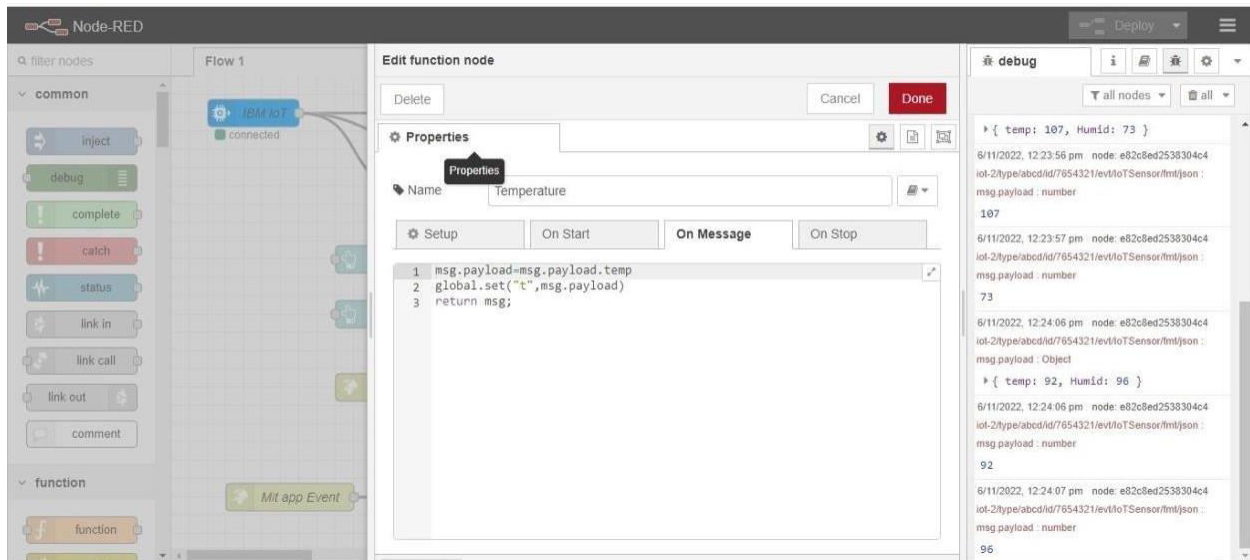 Node-RED
Deploy
filter nodes
common
inject
debug
complete
catch
status
link in
link call
link out
comment
function
function
Flow 1
IBM IoT
connected
Mit app Event
Edit function node
Delete
Cancel
Done
Properties
Properties
Name
Temperature
Setup
On Start
On Message
On Stop
1 msg.payload=msg.payload.temp
2 global.set("t",msg.payload)
3 return msg;
debug
i
all nodes
all
{ temp: 107, Humid: 73 }
6/11/2022, 12:23:56 pm node: e82c8ed2538304c4
iot-2/type/abcd/id/7654321/evt/IoTSensor/fmt/json :
msg.payload : number
107
6/11/2022, 12:23:57 pm node: e82c8ed2538304c4
iot-2/type/abcd/id/7654321/evt/IoTSensor/fmt/json :
msg.payload : number
73
6/11/2022, 12:24:06 pm node: e82c8ed2538304c4
iot-2/type/abcd/id/7654321/evt/IoTSensor/fmt/json :
msg.payload : Object
{ temp: 92, Humid: 96 }
6/11/2022, 12:24:06 pm node: e82c8ed2538304c4
iot-2/type/abcd/id/7654321/evt/IoTSensor/fmt/json :
msg.payload : number
92
6/11/2022, 12:24:07 pm node: e82c8ed2538304c4
iot-2/type/abcd/id/7654321/evt/IoTSensor/fmt/json :
msg.payload : number
96